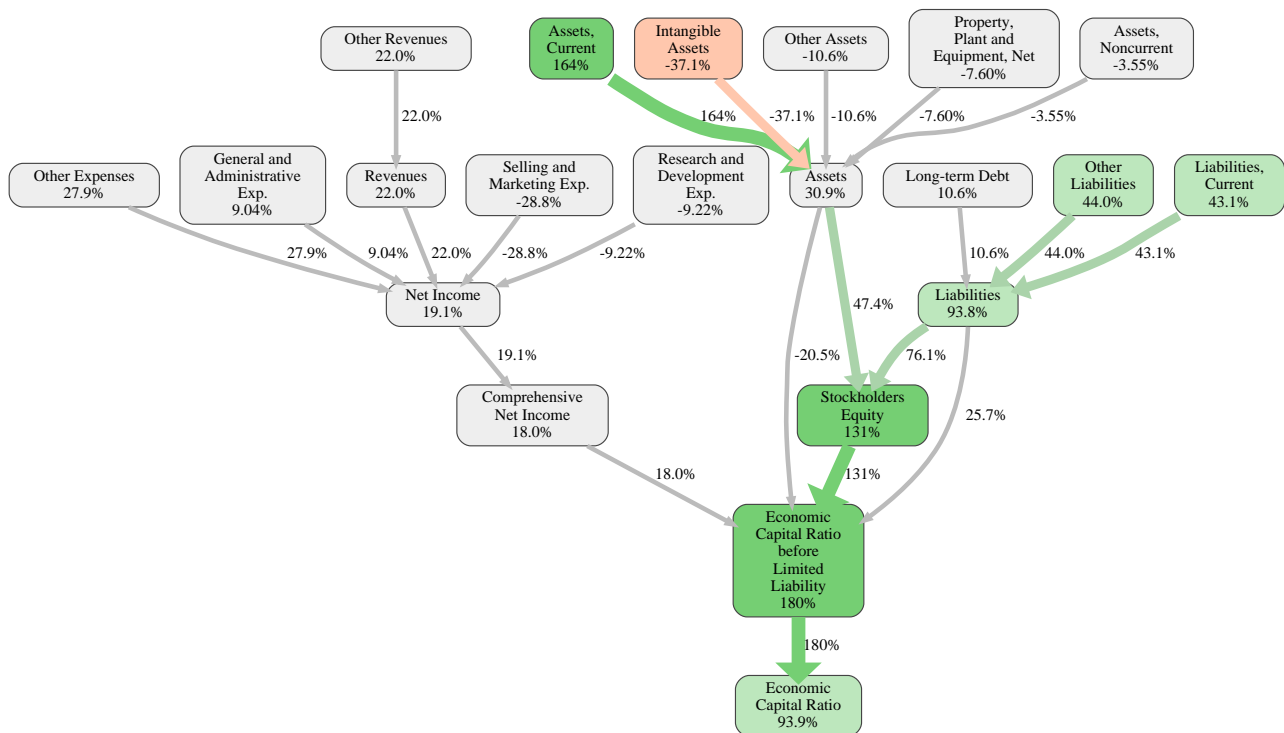 Other Revenues
22.0%
Assets,
Current
164%
Intangible
Assets
-37.1%
Other Assets
-10.6%
Property,
Plant and
Equipment, Net
-7.60%
Assets,
Noncurrent
-3.55%
22.0%
164%
-37.1%
-10.6%
-7.60%
-3.55%
Other Expenses
27.9%
General and
Administrative
Exp.
9.04%
Revenues
22.0%
Selling and
Marketing Exp.
-28.8%
Research and
Development
Exp.
-9.22%
Assets
30.9%
Long-term Debt
10.6%
Other
Liabilities
44.0%
Liabilities,
Current
43.1%
27.9%
9.04%
22.0%
-28.8%
-9.22%
10.6%
44.0%
43.1%
Net Income
19.1%
Liabilities
93.8%
19.1%
-20.5%
47.4%
76.1%
25.7%
Comprehensive
Net Income
18.0%
Stockholders
Equity
131%
18.0%
131%
Economic
Capital Ratio
before
Limited
Liability
180%
180%
Economic
Capital Ratio
93.9%